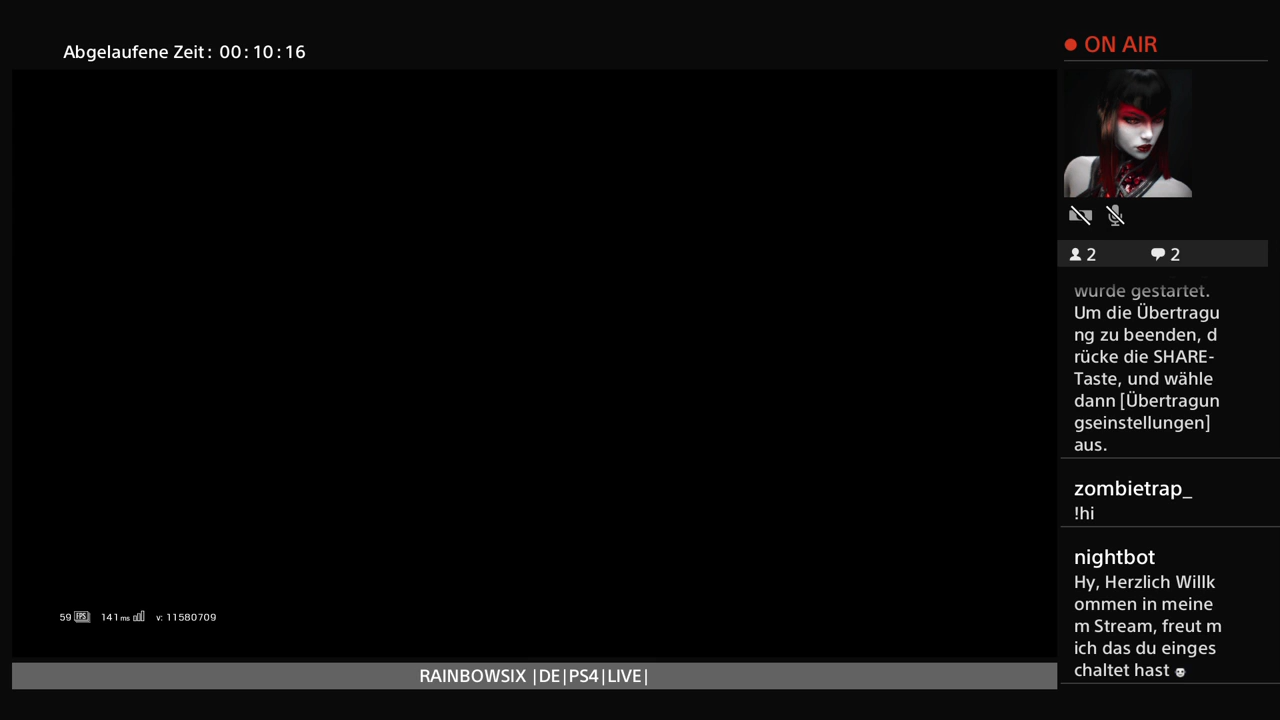 Abgelaufene Zeit: 00:10:16
ON AIR
2 2
wurde gestartet.
Um die Übertragu
ng zu beenden, d
rücke die SHARE-
Taste, und wähle
dann [Übertragun
gseinstellungen]
aus.
zombietrap_
!hi
nightbot
Hy, Herzlich Willk
ommen in meine
m Stream, freut m
ich das du einges
chaltet hast
59 FPS 141 ms v: 11580709
RAINBOWSIX |DE|PS4|LIVE|